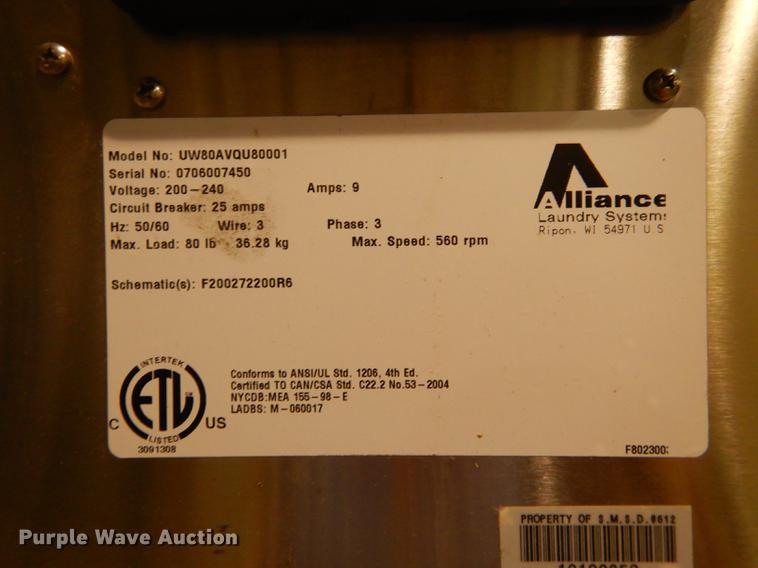 Model No: UW80AVQU80001
Serial No: 0706007450
Voltage: 200-240 Amps: 9
Circuit Breaker: 25 amps
Hz: 50/60 Wire: 3 Phase: 3
Max. Load: 80 lb 36.28 kg Max. Speed: 560 rpm
Schematic(s): F200272200R6
Alliance
Laundry Systems
Ripon, WI 54971 U.S
INTERTEK
ETL
LISTED
C US
3091308
Conforms to ANSI/UL Std. 1206, 4th Ed.
Certified TO CAN/CSA Std. C22.2 No.53-2004
NYCDB:MEA 155-98-E
LADBS: M-060017
PROPERTY OF S.M.S.D.#512
Purple Wave Auction